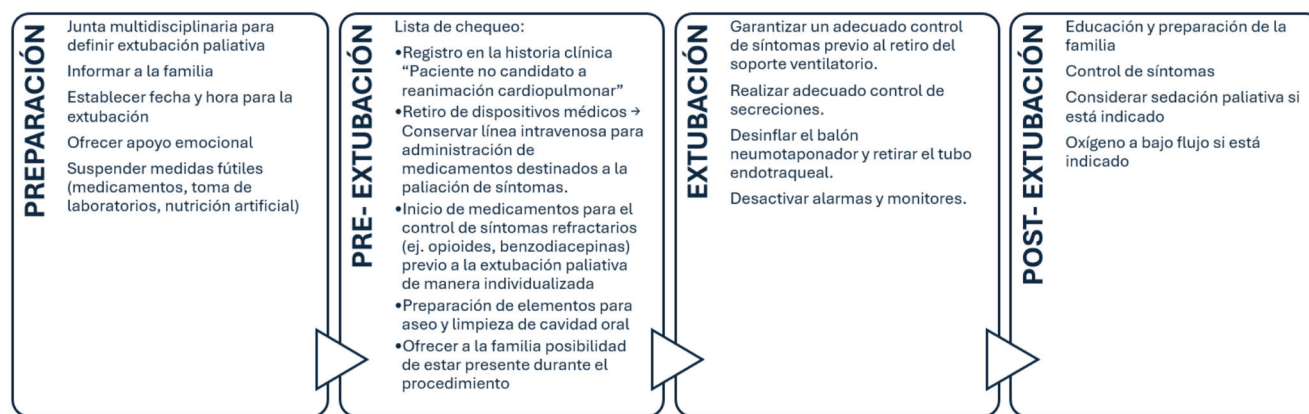 PREPARACIÓN
Junta multidisciplinaria para
definir extubación paliativa
Informar a la familia
Establecer fecha y hora para la
extubación
Ofrecer apoyo emocional
Suspender medidas fútiles
(medicamentos, toma de
laboratorios, nutrición artificial)
PRE- EXTUBACIÓN
Lista de chequeo:
•Registro en la historia clínica
“Paciente no candidato a
reanimación cardiopulmonar”
•Retiro de dispositivos médicos →
Conservar línea intravenosa para
administración de
medicamentos destinados a la
paliación de síntomas.
•Inicio de medicamentos para el
control de síntomas refractarios
(ej. opioides, benzodiacepinas)
previo a la extubación paliativa
de manera individualizada
•Preparación de elementos para
aseo y limpieza de cavidad oral
•Ofrecer a la familia posibilidad
de estar presente durante el
procedimiento
EXTUBACIÓN
Garantizar un adecuado control
de síntomas previo al retiro del
soporte ventilatorio.
Realizar adecuado control de
secreciones.
Desinflar el balón
neumotaponador y retirar el tubo
endotraqueal.
Desactivar alarmas y monitores.
POST- EXTUBACIÓN
Educación y preparación de la
familia
Control de síntomas
Considerar sedación paliativa si
está indicado
Oxígeno a bajo flujo si está
indicado